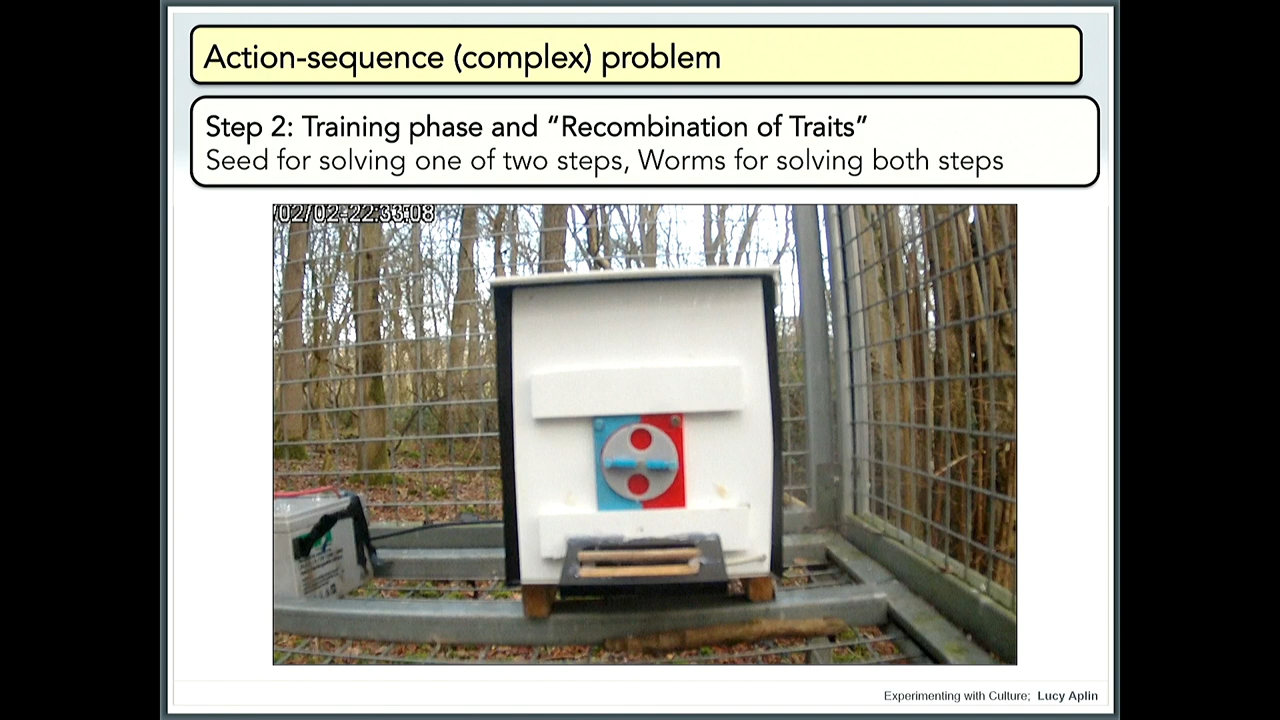 Action-sequence (complex) problem
Step 2: Training phase and “Recombination of Traits”
Seed for solving one of two steps, Worms for solving both steps
/02/02-22:33:08
Experimenting with Culture; Lucy Aplin